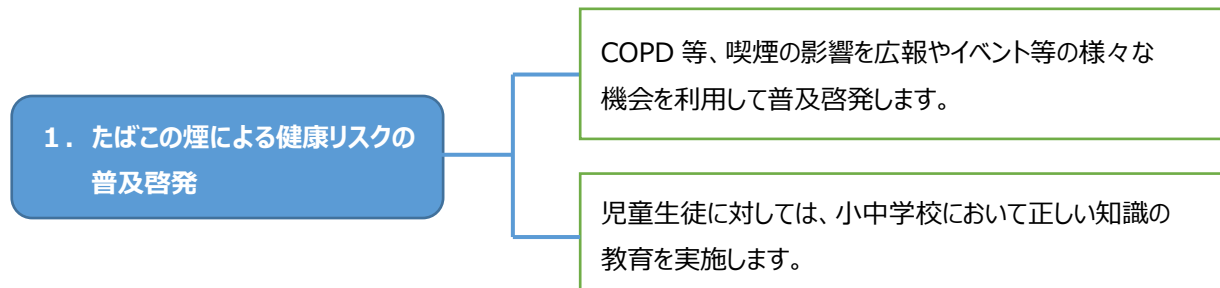 1．たばこの煙による健康リスクの
普及啓発
COPD 等、喫煙の影響を広報やイベント等の様々な
機会を利用して普及啓発します。
児童生徒に対しては、小中学校において正しい知識の
教育を実施します。